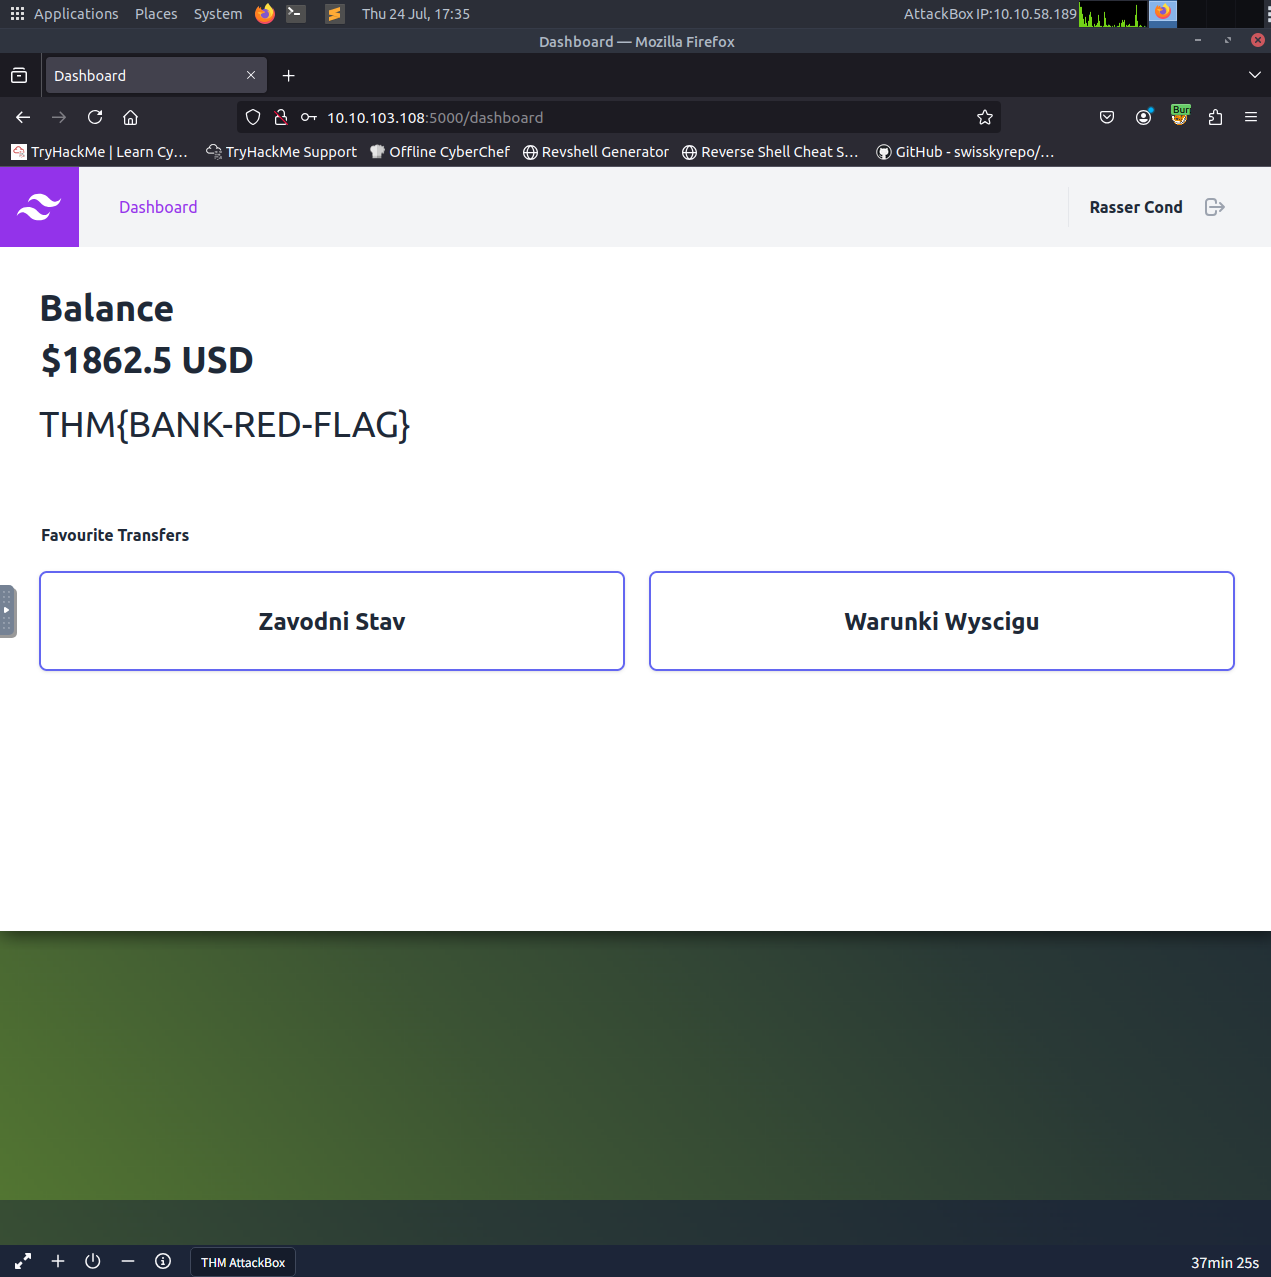 Applications Places System Thu 24 Jul, 17:35 AttackBox IP:10.10.58.189
Dashboard — Mozilla Firefox
Dashboard
10.10.103.108:5000/dashboard
Bur
TryHackMe | Learn Cy… TryHackMe Support Offline CyberChef Revshell Generator Reverse Shell Cheat S… GitHub - swisskyrepo/…
Dashboard Rasser Cond
Balance
$1862.5 USD
THM{BANK-RED-FLAG}
Favourite Transfers
Zavodni Stav Warunki Wyscigu
THM AttackBox 37min 25s